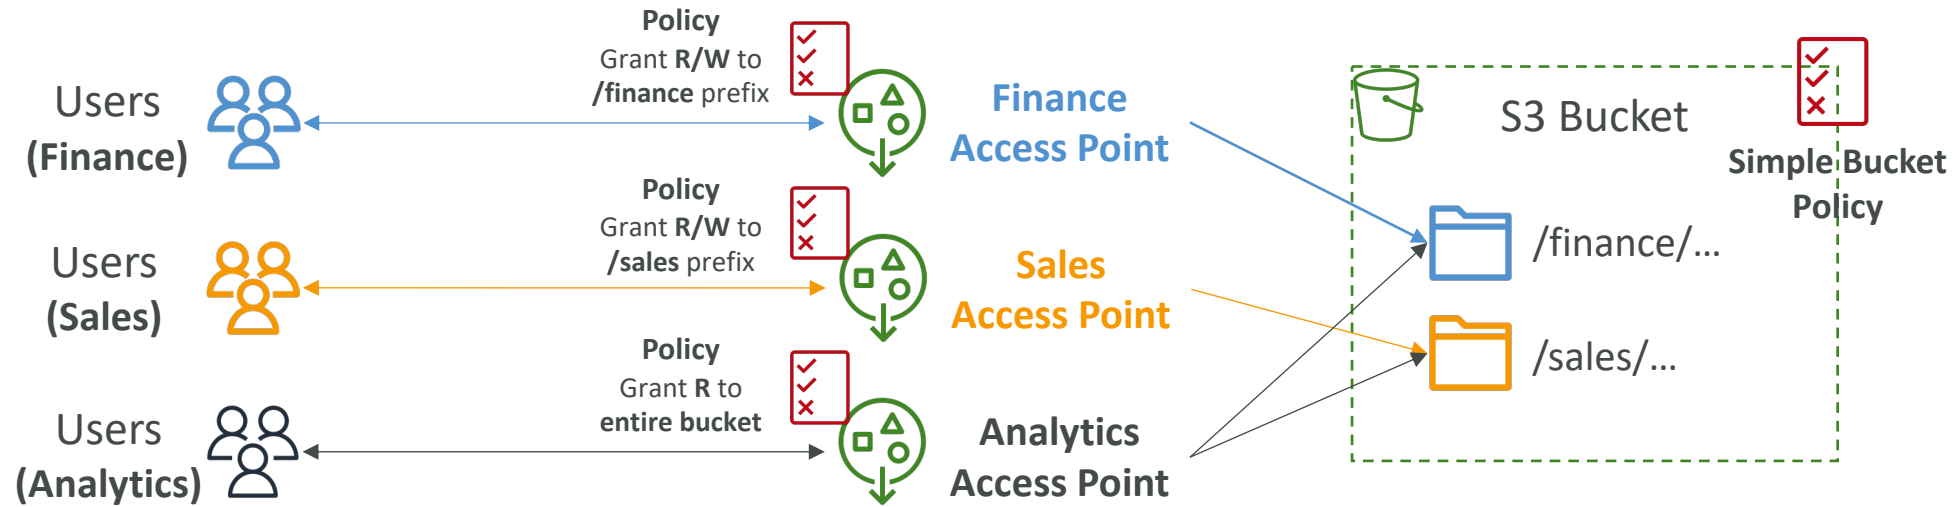 Users
(Finance)
Policy
Grant R/W to
/finance prefix
Finance
Access Point
Users
(Sales)
Policy
Grant R/W to
/sales prefix
Sales
Access Point
Users
(Analytics)
Policy
Grant R to
entire bucket
Analytics
Access Point
S3 Bucket
Simple Bucket
Policy
/finance/...
/sales/...